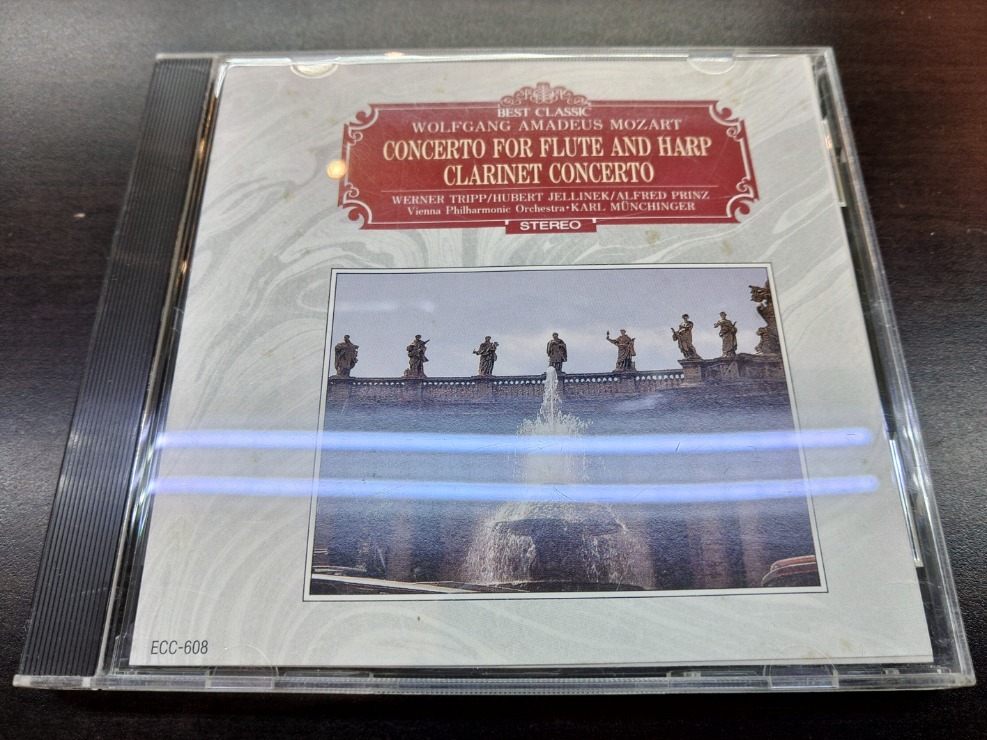 BEST CLASSIC
WOLFGANG AMADEUS MOZART
CONCERTO FOR FLUTE AND HARP
CLARINET CONCERTO
WERNER TRIPP/HUBERT JELLINEK/ALFRED PRINZ
Vienna Philharmonic Orchestra・KARL MÜNCHINGER
STEREO
ECC-608